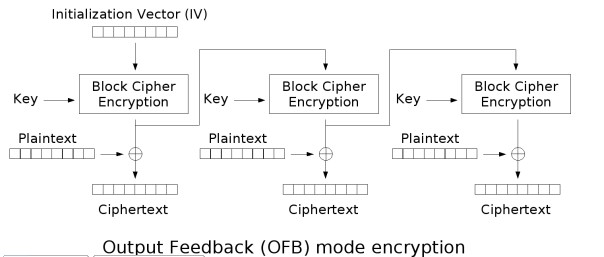 Initialization Vector (IV)
Key
Block Cipher
Encryption
Key
Block Cipher
Encryption
Key
Block Cipher
Encryption
Plaintext
Plaintext
Plaintext
Ciphertext
Ciphertext
Ciphertext
Output Feedback (OFB) mode encryption